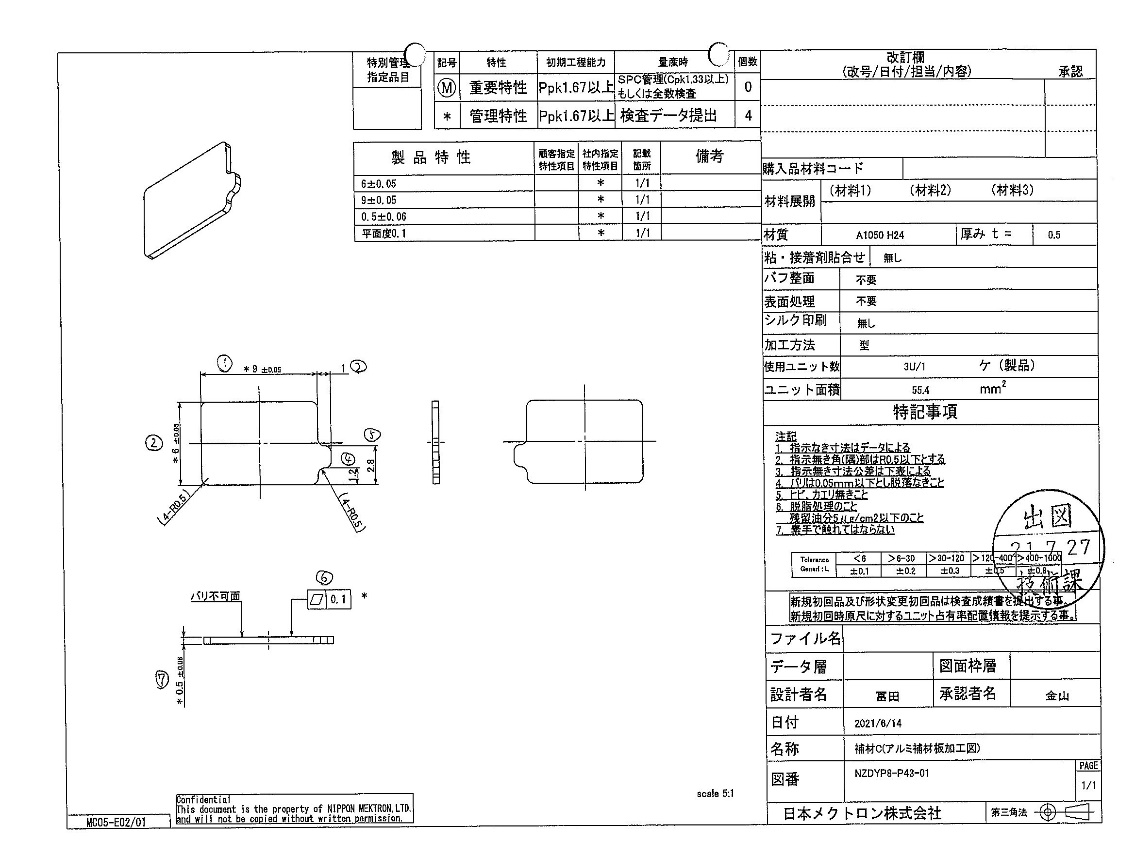 特別管理
指定品目
記号 特性 初期工程能力 量産時 個数
Ⓜ 重要特性 Ppk1.67以上 SPC管理(Cpk1.33以上)
もしくは全数検査 0
* 管理特性 Ppk1.67以上 検査データ提出 4
製品特性 顧客指定
特性項目 社内指定
特性項目 記載
箇所 備考
6±0.05 * 1/1
9±0.05 * 1/1
0.5±0.06 * 1/1
平面度0.1 * 1/1
改訂欄
(改号/日付/担当/内容) 承認
購入品材料コード
材料展開 (材料1) (材料2) (材料3)
材質 A1050 H24 厚み t = 0.5
粘・接着剤貼合せ 無し
バフ整面 不要
表面処理 不要
シルク印刷 無し
加工方法 型
使用ユニット数 3U/1 ケ (製品)
ユニット面積 55.4 mm2
特記事項
注記
1. 指示なき寸法はデータによる
2. 指示無き角(隅)部はR0.5以下とする
3. 指示無き寸法公差は下表による
4. バリは0.05mm以下とし脱落なきこと
5. ヒビ、カエリ無きこと
6. 脱脂処理のこと
残留油分5μg/cm2以下のこと
7. 素手で触れてはならない
Tolerance
Generl:L <6 >6-30 >30-120 >120-400 >400-1000
±0.1 ±0.2 ±0.3 ±0.5 ±0.8
出図
21.7.27
技術課
新規初回品及び形状変更初回品は検査成績書を提出する事。
新規初回時原尺に対するユニット占有率配置情報を提示する事。
ファイル名
データ層 図面枠層
設計者名 冨田 承認者名 金山
日付 2021/6/14
名称 補材C(アルミ補材板加工図)
図番 NZDYP8-P43-01 PAGE
1/1
日本メクトロン株式会社 第三角法
① * 9 ±0.05 1 ②
② * 6 ±0.05
⑤ 2.8
④ 1.2
(4-R0.5) (4-R0.5)
⑥
バリ不可面 0.1 *
⑦ * 0.5 ±0.06
scale 5:1
Confidential
This document is the property of NIPPON MEKTRON,LTD.
and will not be copied without written permission.
MC05-E02/01